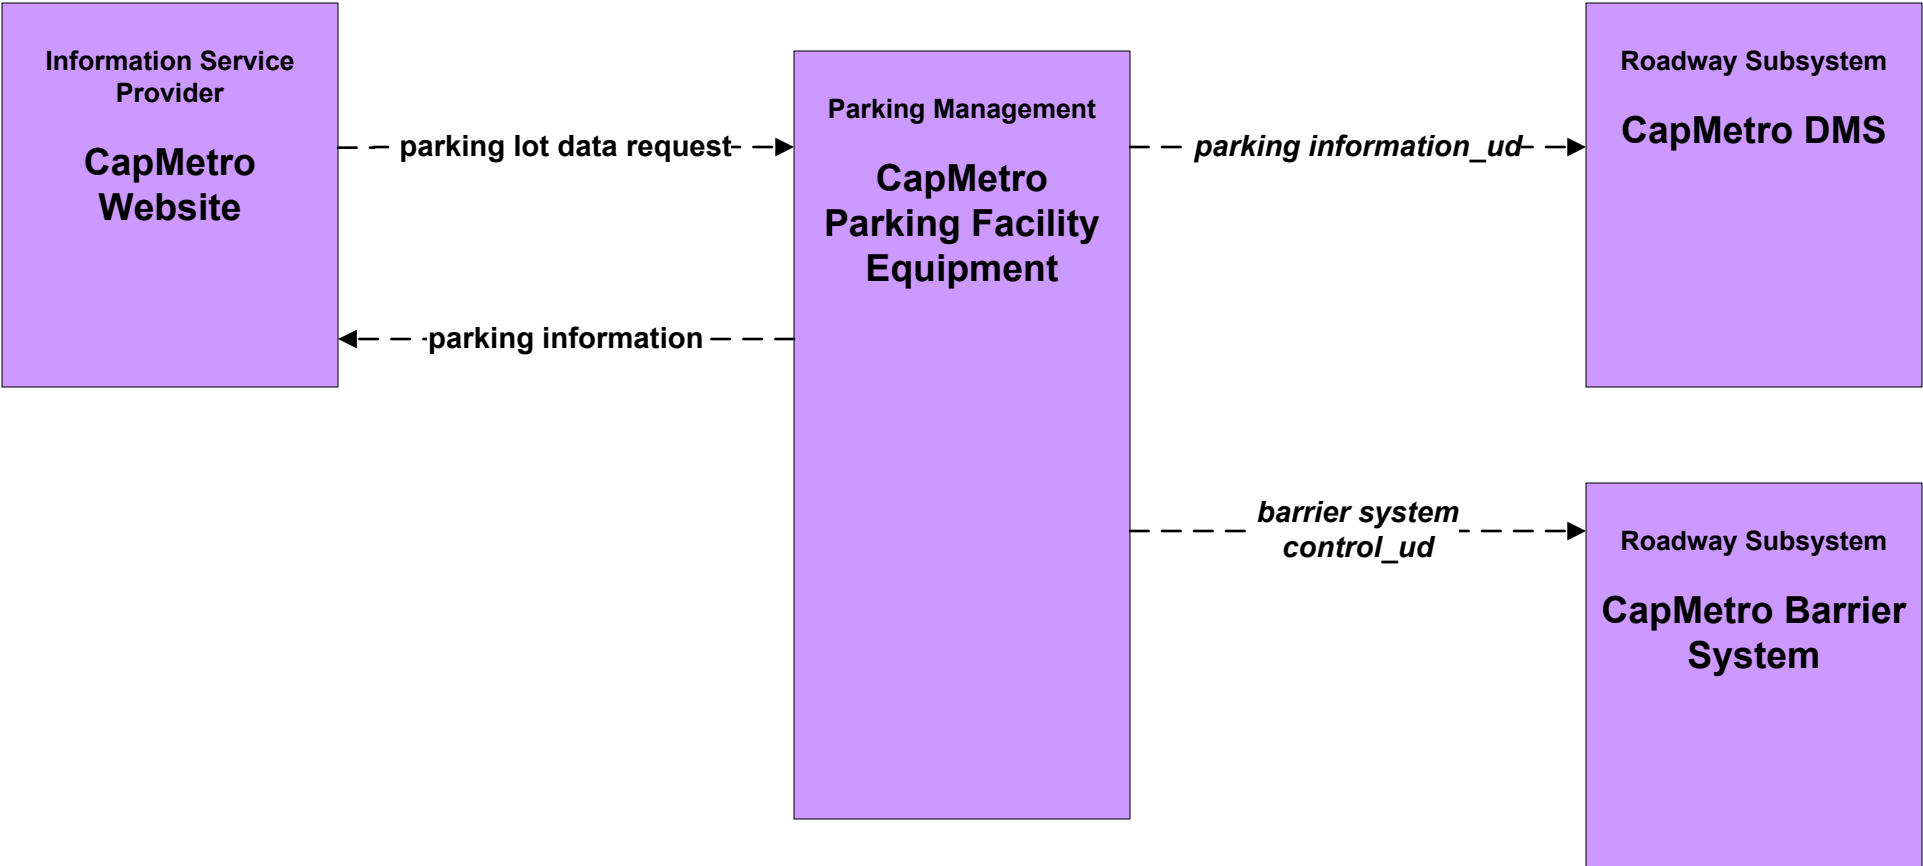 Information Service
Provider
CapMetro
Website
parking lot data request
parking information
Parking Management
CapMetro
Parking Facility
Equipment
parking information_ud
barrier system
control_ud
Roadway Subsystem
CapMetro DMS
Roadway Subsystem
CapMetro Barrier
System